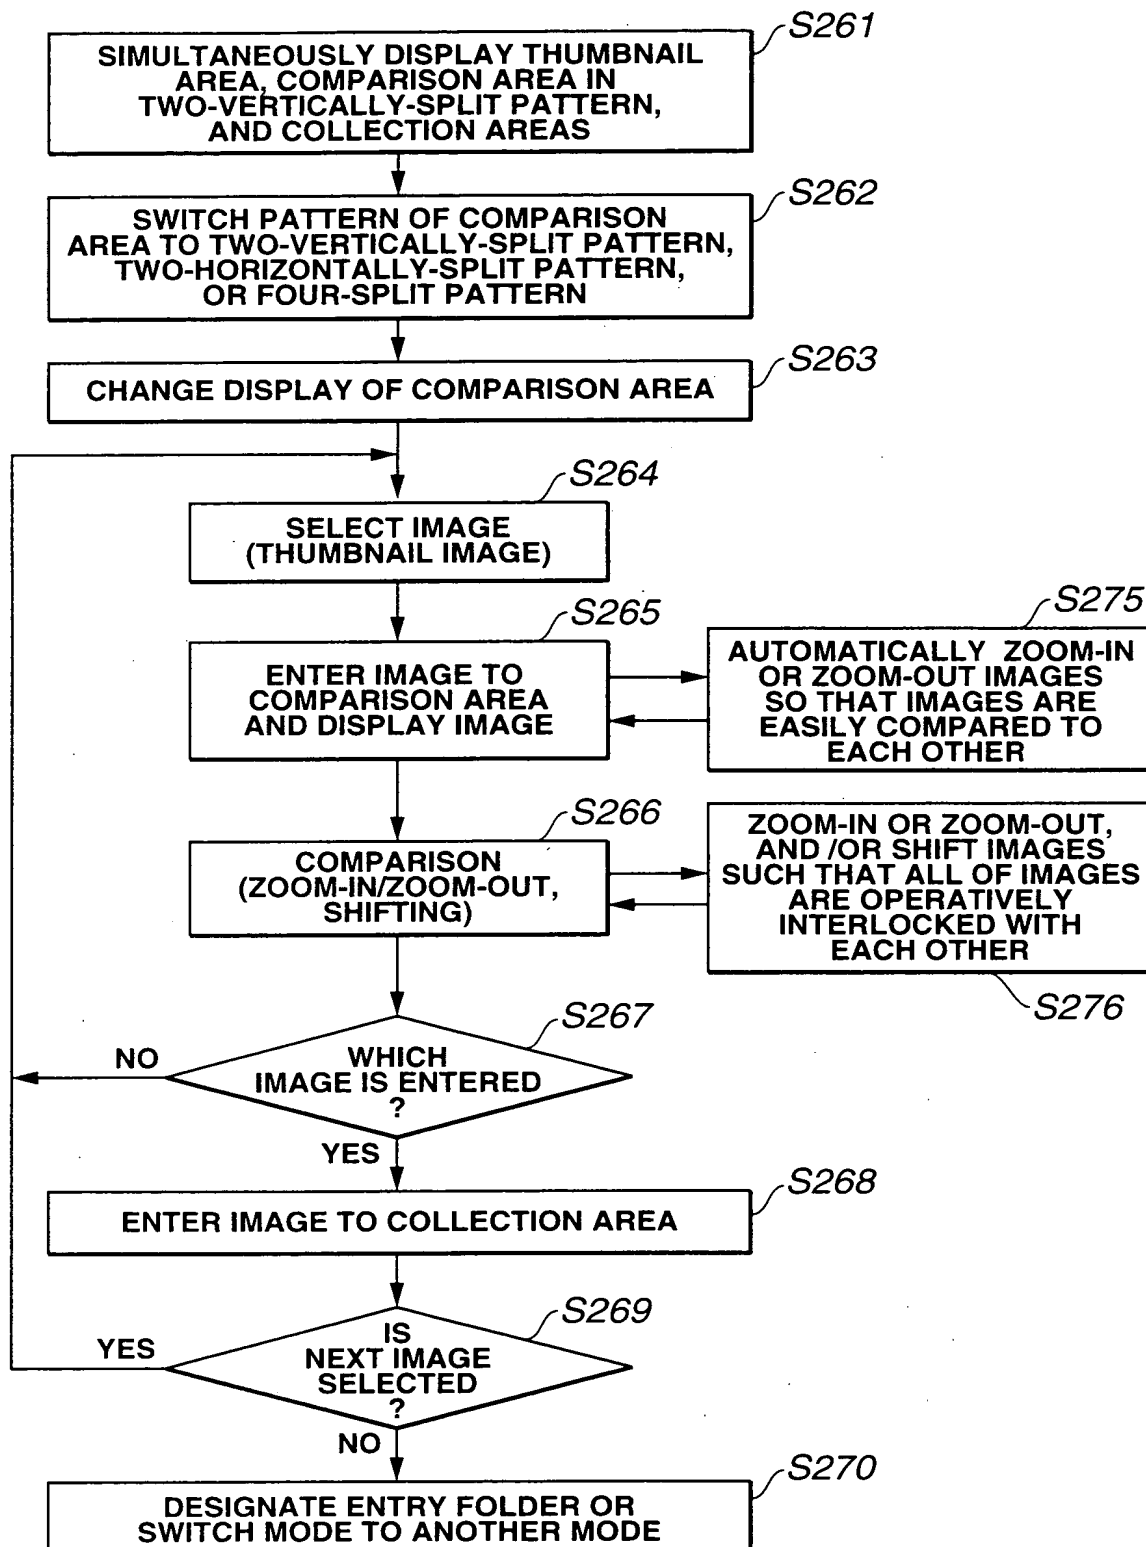 S261
SIMULTANEOUSLY DISPLAY THUMBNAIL
AREA, COMPARISON AREA IN
TWO-VERTICALLY-SPLIT PATTERN,
AND COLLECTION AREAS
S262
SWITCH PATTERN OF COMPARISON
AREA TO TWO-VERTICALLY-SPLIT PATTERN,
TWO-HORIZONTALLY-SPLIT PATTERN,
OR FOUR-SPLIT PATTERN
S263
CHANGE DISPLAY OF COMPARISON AREA
S264
SELECT IMAGE
(THUMBNAIL IMAGE)
S265
ENTER IMAGE TO
COMPARISON AREA
AND DISPLAY IMAGE
S275
AUTOMATICALLY ZOOM-IN
OR ZOOM-OUT IMAGES
SO THAT IMAGES ARE
EASILY COMPARED TO
EACH OTHER
S266
COMPARISON
(ZOOM-IN/ZOOM-OUT,
SHIFTING)
ZOOM-IN OR ZOOM-OUT,
AND /OR SHIFT IMAGES
SUCH THAT ALL OF IMAGES
ARE OPERATIVELY
INTERLOCKED WITH
EACH OTHER
S276
S267
NO
WHICH
IMAGE IS ENTERED
?
YES
S268
ENTER IMAGE TO COLLECTION AREA
S269
YES
IS
NEXT IMAGE
SELECTED
?
NO
S270
DESIGNATE ENTRY FOLDER OR
SWITCH MODE TO ANOTHER MODE